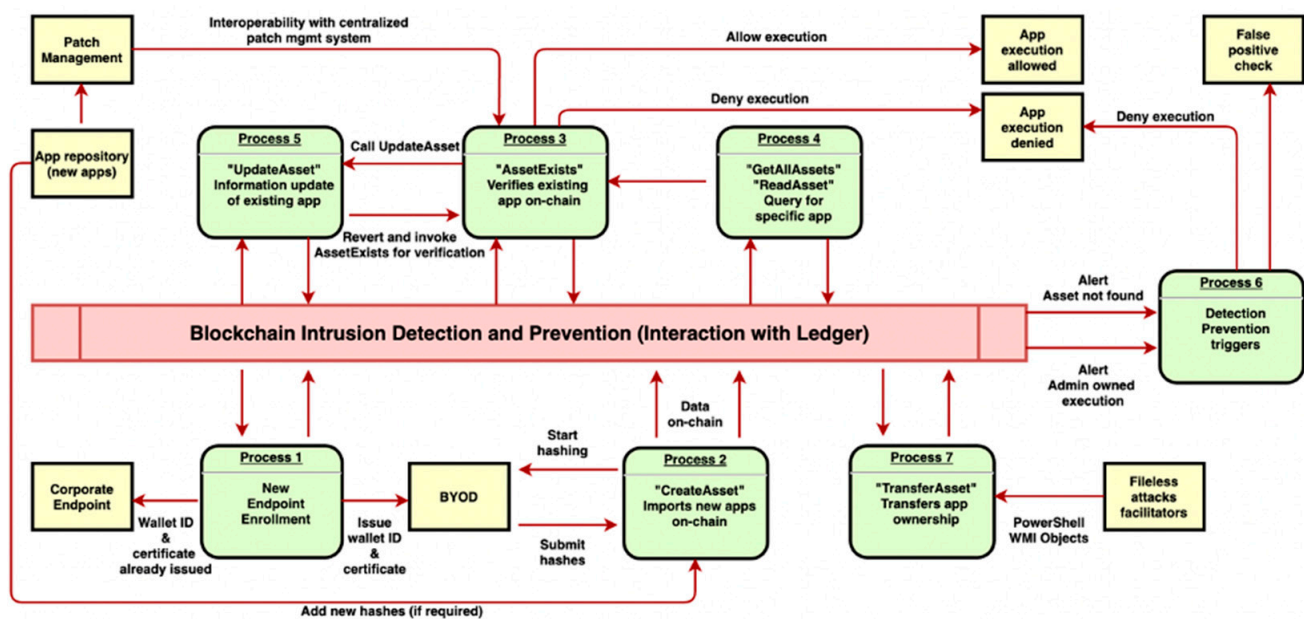 Patch
Management
Interoperability with centralized
patch mgmt system
Allow execution
App
execution
allowed
False
positive
check
App repository
(new apps)
Process 5
"UpdateAsset"
Information update
of existing app
Call UpdateAsset
Revert and invoke
AssetExists for verification
Process 3
"AssetExists"
Verifies existing
app on-chain
Deny execution
Process 4
"GetAllAssets"
"ReadAsset"
Query for
specific app
App
execution
denied
Deny execution
Blockchain Intrusion Detection and Prevention (Interaction with Ledger)
Alert
Asset not found
Alert
Admin owned
execution
Process 6
Detection
Prevention
triggers
Corporate
Endpoint
Wallet ID
&
certificate
already issued
Process 1
New
Endpoint
Enrollment
Issue
wallet ID
&
certificate
BYOD
Start
hashing
Submit
hashes
Data
on-chain
Process 2
"CreateAsset"
Imports new apps
on-chain
Process 7
"TransferAsset"
Transfers app
ownership
PowerShell
WMI Objects
Fileless
attacks
facilitators
Add new hashes (if required)